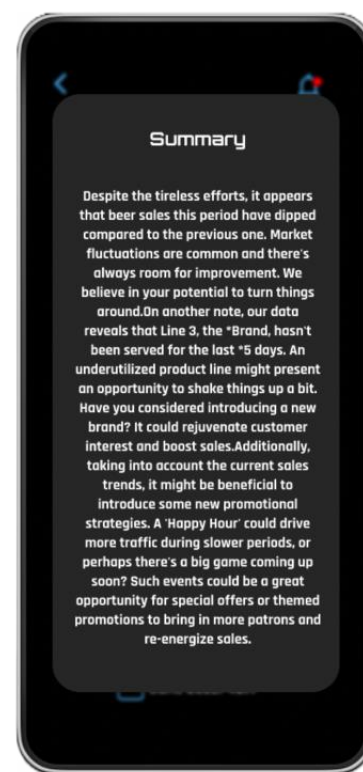 Summary
Despite the tireless efforts, it appears
that beer sales this period have dipped
compared to the previous one. Market
fluctuations are common and there's
always room for improvement. We
believe in your potential to turn things
around.On another note, our data
reveals that Line 3, the *Brand, hasn't
been served for the last *5 days. An
underutilized product line might present
an opportunity to shake things up a bit.
Have you considered introducing a new
brand? It could rejuvenate customer
interest and boost sales.Additionally,
taking into account the current sales
trends, it might be beneficial to
introduce some new promotional
strategies. A 'Happy Hour' could drive
more traffic during slower periods, or
perhaps there's a big game coming up
soon? Such events could be a great
opportunity for special offers or themed
promotions to bring in more patrons and
re-energize sales.